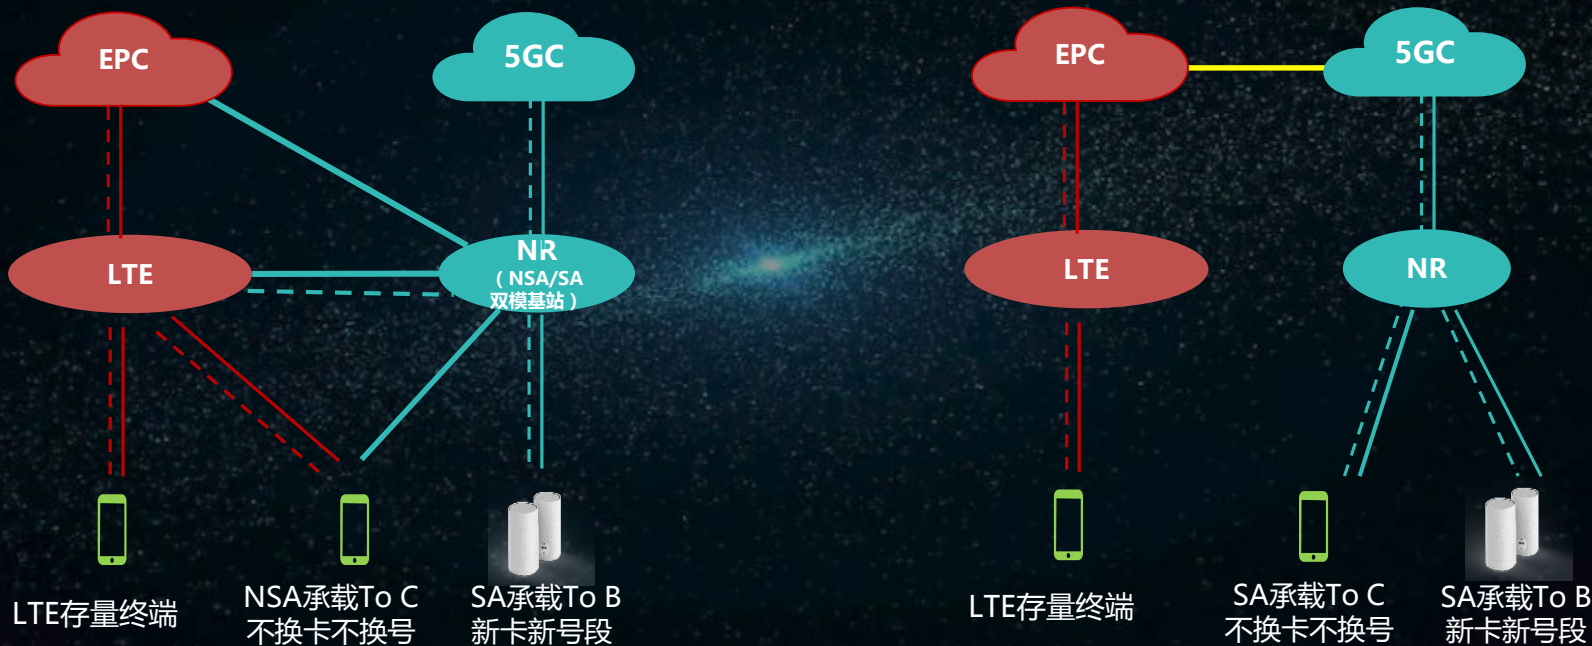 EPC
5GC
EPC
5GC
LTE
NR
（NSA/SA
双模基站）
LTE
NR
LTE存量终端
NSA承载To C
不换卡不换号
SA承载To B
新卡新号段
LTE存量终端
SA承载To C
不换卡不换号
SA承载To B
新卡新号段